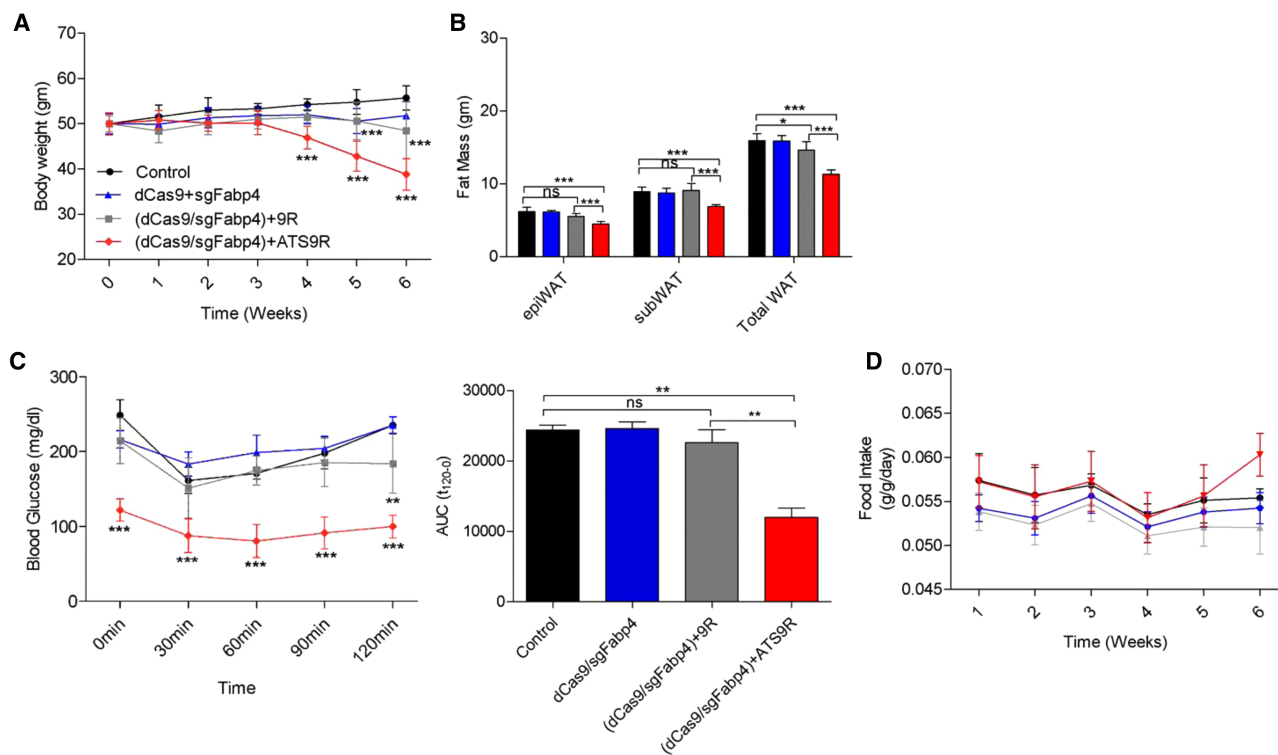 A
70
60
50
40
30
20
Body weight (gm)
Control
dCas9+sgFabp4
(dCas9/sgFabp4)+9R
(dCas9/sgFabp4)+ATS9R
***
***
***
***
***
0 1 2 3 4 5 6
Time (Weeks)
B
30
20
10
0
Fat Mass (gm)
***
ns
***
***
ns
***
***
*
***
epiWAT subWAT Total WAT
C
300
200
100
0
Blood Glucose (mg/dl)
***
***
***
***
**
***
0min 30min 60min 90min 120min
Time
30000
20000
10000
0
AUC (t120-0)
**
ns
**
Control dCas9/sgFabp4 (dCas9/sgFabp4)+9R (dCas9/sgFabp4)+ATS9R
D
0.070
0.065
0.060
0.055
0.050
0.045
Food Intake
(g/g/day)
1 2 3 4 5 6
Time (Weeks)